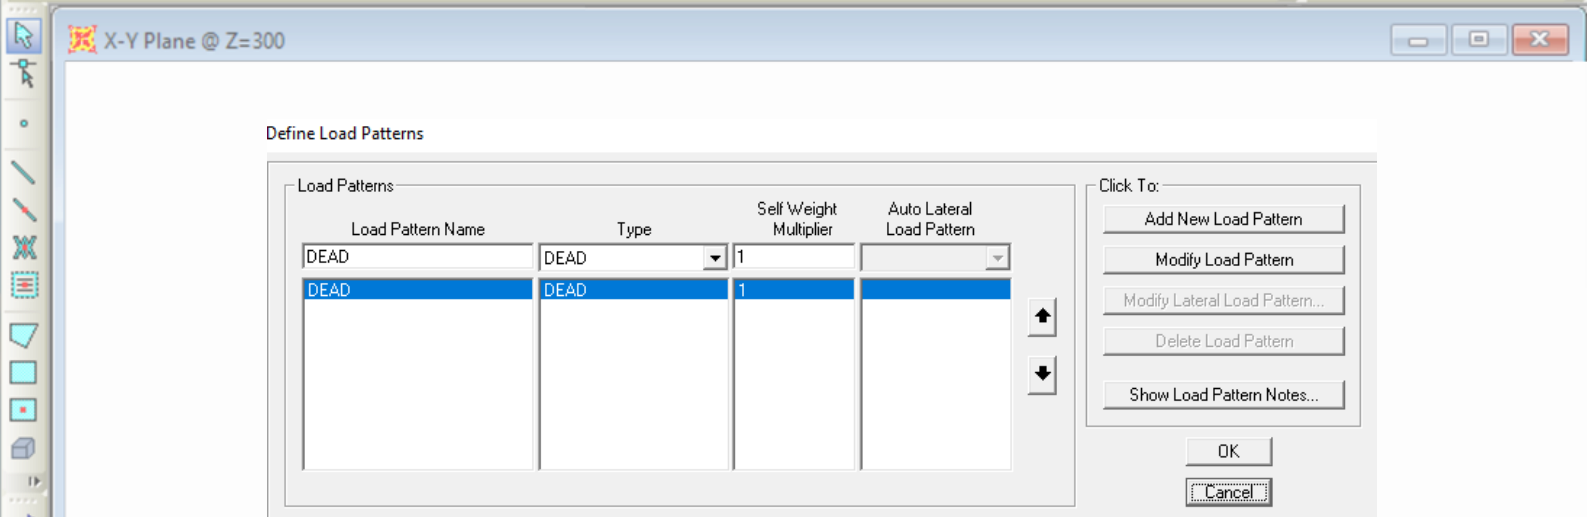 X-Y Plane @ Z=300
Define Load Patterns
Load Patterns
Click To:
Load Pattern Name
Type
Self Weight
Multiplier
Auto Lateral
Load Pattern
DEAD
DEAD
1
DEAD
DEAD
1
Add New Load Pattern
Modify Load Pattern
Modify Lateral Load Pattern...
Delete Load Pattern
Show Load Pattern Notes...
OK
Cancel